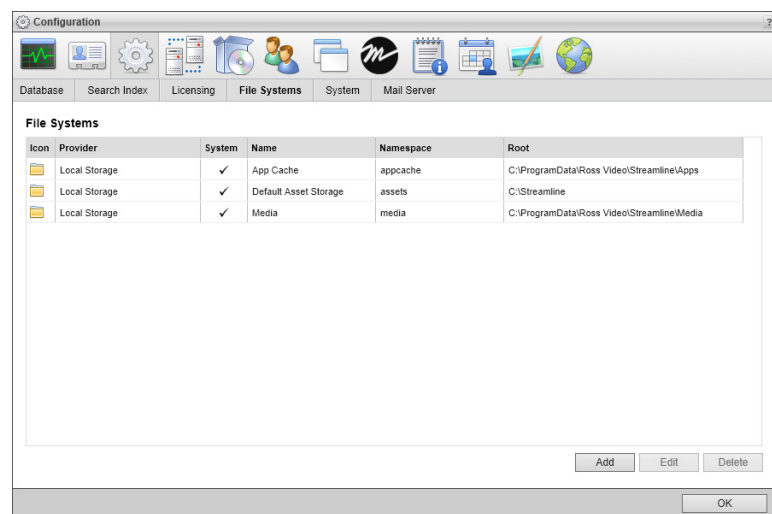 Configuration ?
Database Search Index Licensing File Systems System Mail Server
File Systems
Icon Provider System Name Namespace Root
Local Storage ✓ App Cache appcache C:\ProgramData\Ross Video\Streamline\Apps
Local Storage ✓ Default Asset Storage assets C:\Streamline
Local Storage ✓ Media media C:\ProgramData\Ross Video\Streamline\Media
Add Edit Delete
OK